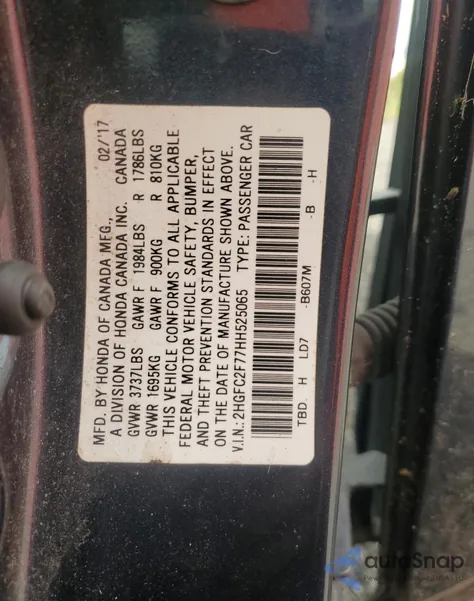 MFD. BY HONDA OF CANADA MFG., 02/'17
A DIVISION OF HONDA CANADA INC. CANADA
GVWR 3737LBS GAWR F 1984LBS R 1786LBS
GVWR 1695KG GAWR F 900KG R 810KG
THIS VEHICLE CONFORMS TO ALL APPLICABLE
FEDERAL MOTOR VEHICLE SAFETY, BUMPER,
AND THEFT PREVENTION STANDARDS IN EFFECT
ON THE DATE OF MANUFACTURE SHOWN ABOVE.
V.I.N.: 2HGFC2F77HH525065 TYPE: PASSENGER CAR
TBD. H LD7 -B607M -B -H
autoSnap